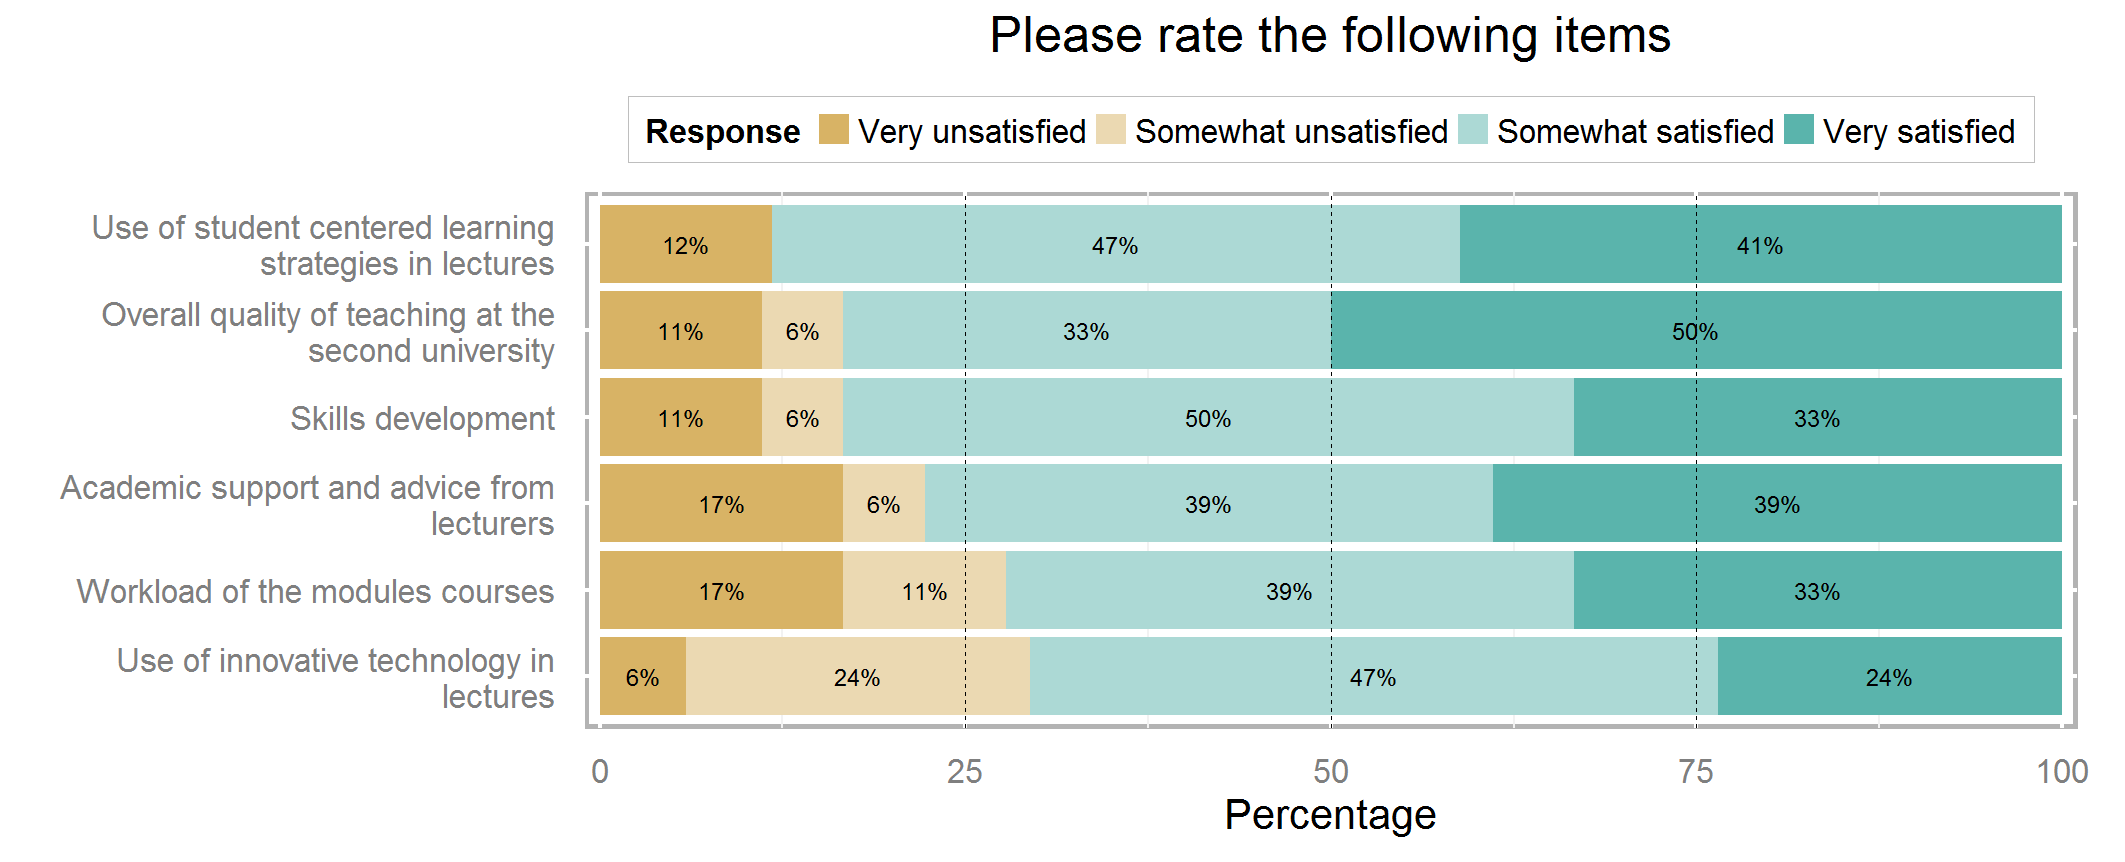 Please rate the following items
Response Very unsatisfied Somewhat unsatisfied Somewhat satisfied Very satisfied
Use of student centered learning
strategies in lectures
12% 47% 41%
Overall quality of teaching at the
second university
11% 6% 33% 50%
Skills development
11% 6% 50% 33%
Academic support and advice from
lecturers
17% 6% 39% 39%
Workload of the modules courses
17% 11% 39% 33%
Use of innovative technology in
lectures
6% 24% 47% 24%
0 25 50 75 100
Percentage